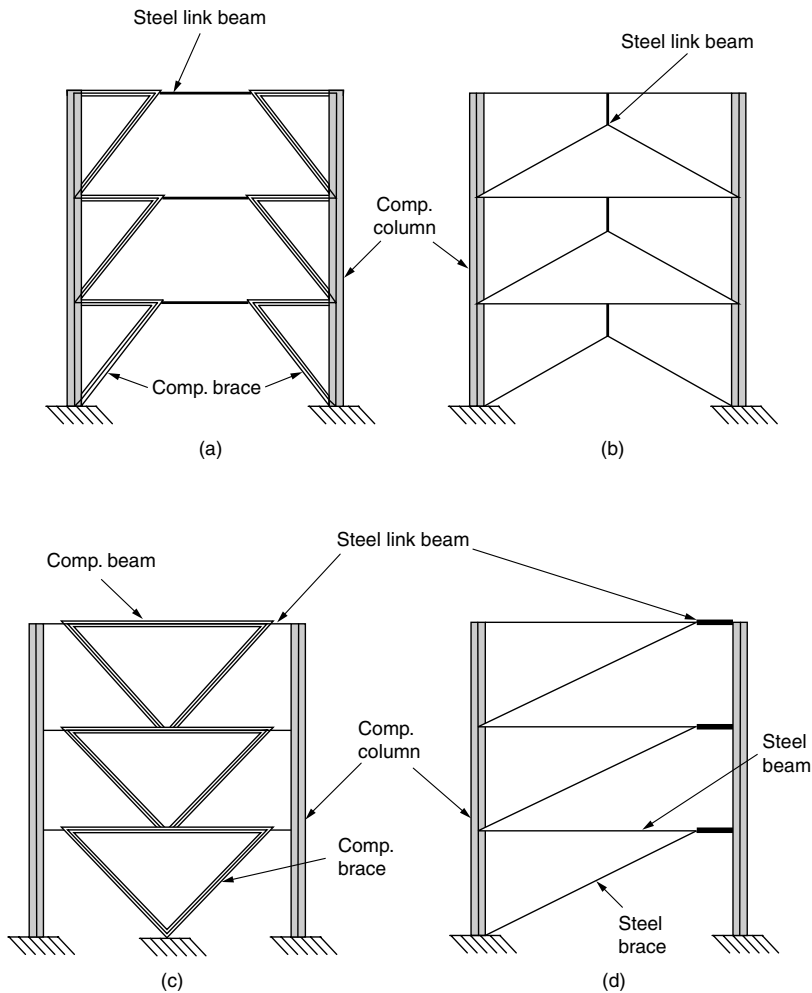 Steel link beam
Steel link beam
Comp.
column
Comp. brace
(a)
(b)
Steel link beam
Comp. beam
Comp.
column
Steel
beam
Comp.
brace
Steel
brace
(c)
(d)